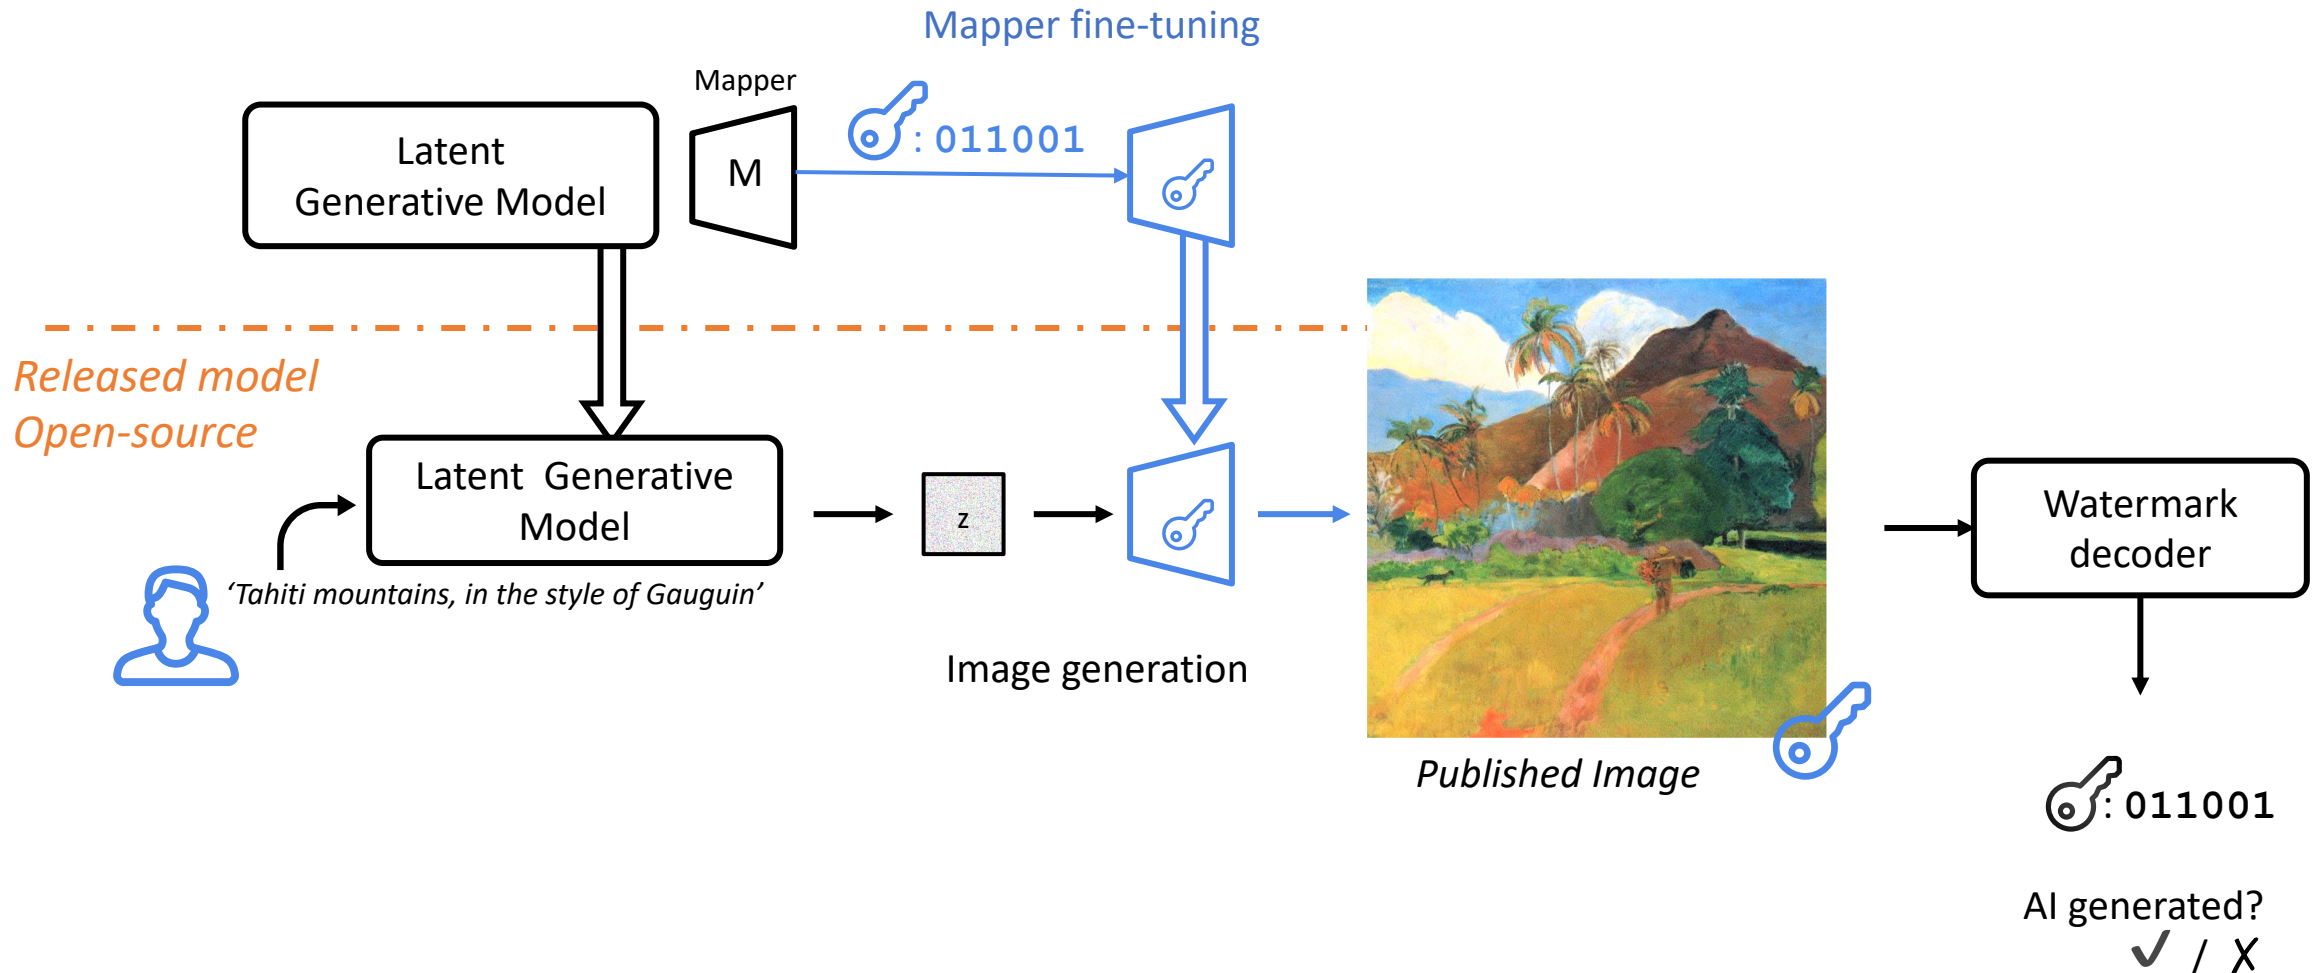 Mapper fine-tuning
Mapper
Latent
Generative Model
M
: 011001
Released model
Open-source
Latent Generative
Model
z
'Tahiti mountains, in the style of Gauguin'
Image generation
Published Image
Watermark
decoder
: 011001
AI generated?
✓ / X